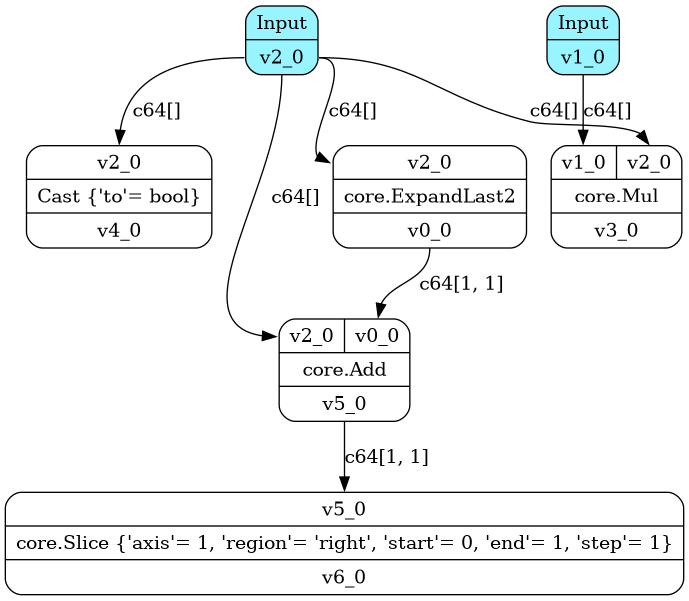 Input
v2_0
Input
v1_0
c64[]
c64[]
c64[]
c64[]
c64[]
v2_0
Cast {'to'= bool}
v4_0
v2_0
core.ExpandLast2
v0_0
v1_0 v2_0
core.Mul
v3_0
c64[1, 1]
v2_0 v0_0
core.Add
v5_0
c64[1, 1]
v5_0
core.Slice {'axis'= 1, 'region'= 'right', 'start'= 0, 'end'= 1, 'step'= 1}
v6_0